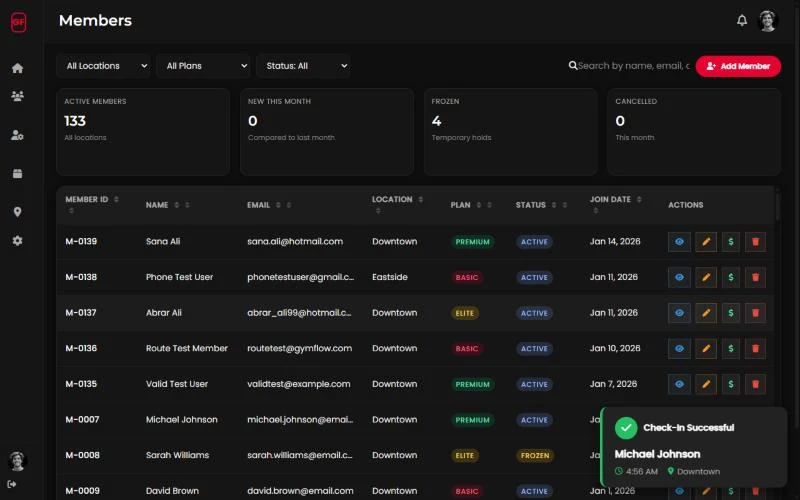 GF
Members
All Locations
All Plans
Status: All
Search by name, email, c
Add Member
ACTIVE MEMBERS
133
All locations
NEW THIS MONTH
0
Compared to last month
FROZEN
4
Temporary holds
CANCELLED
0
This month
MEMBER ID NAME EMAIL LOCATION PLAN STATUS JOIN DATE ACTIONS
M-0139 Sana Ali sana.ali@hotmail.com Downtown PREMIUM ACTIVE Jan 14, 2026
M-0138 Phone Test User phonetestuser@gmail.c... Eastside BASIC ACTIVE Jan 11, 2026
M-0137 Abrar Ali abrar_ali99@hotmail.c... Downtown ELITE ACTIVE Jan 11, 2026
M-0136 Route Test Member routetest@gymflow.com Downtown BASIC ACTIVE Jan 10, 2026
M-0135 Valid Test User validtest@example.com Downtown PREMIUM ACTIVE Jan 7, 2026
M-0007 Michael Johnson michael.johnson@emai... Downtown PREMIUM ACTIVE Ja
M-0008 Sarah Williams sarah.williams@email.c... Downtown ELITE FROZEN Ja
M-0009 David Brown david.brown@email.com Downtown BASIC ACTIVE Jan 1, 2026
Check-In Successful
Michael Johnson
4:56 AM Downtown